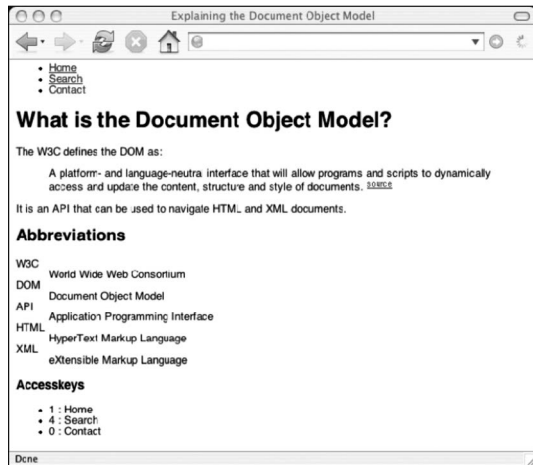 Explaining the Document Object Model
Home
Search
Contact
What is the Document Object Model?
The W3C defines the DOM as:
A platform- and language-neutral interface that will allow programs and scripts to dynamically
access and update the content, structure and style of documents. source
It is an API that can be used to navigate HTML and XML documents.
Abbreviations
W3C
World Wide Web Consortium
DOM
Document Object Model
API
Application Programming Interface
HTML
HyperText Markup Language
XML
eXtensible Markup Language
Accesskeys
1 : Home
4 : Search
0 : Contact
Done